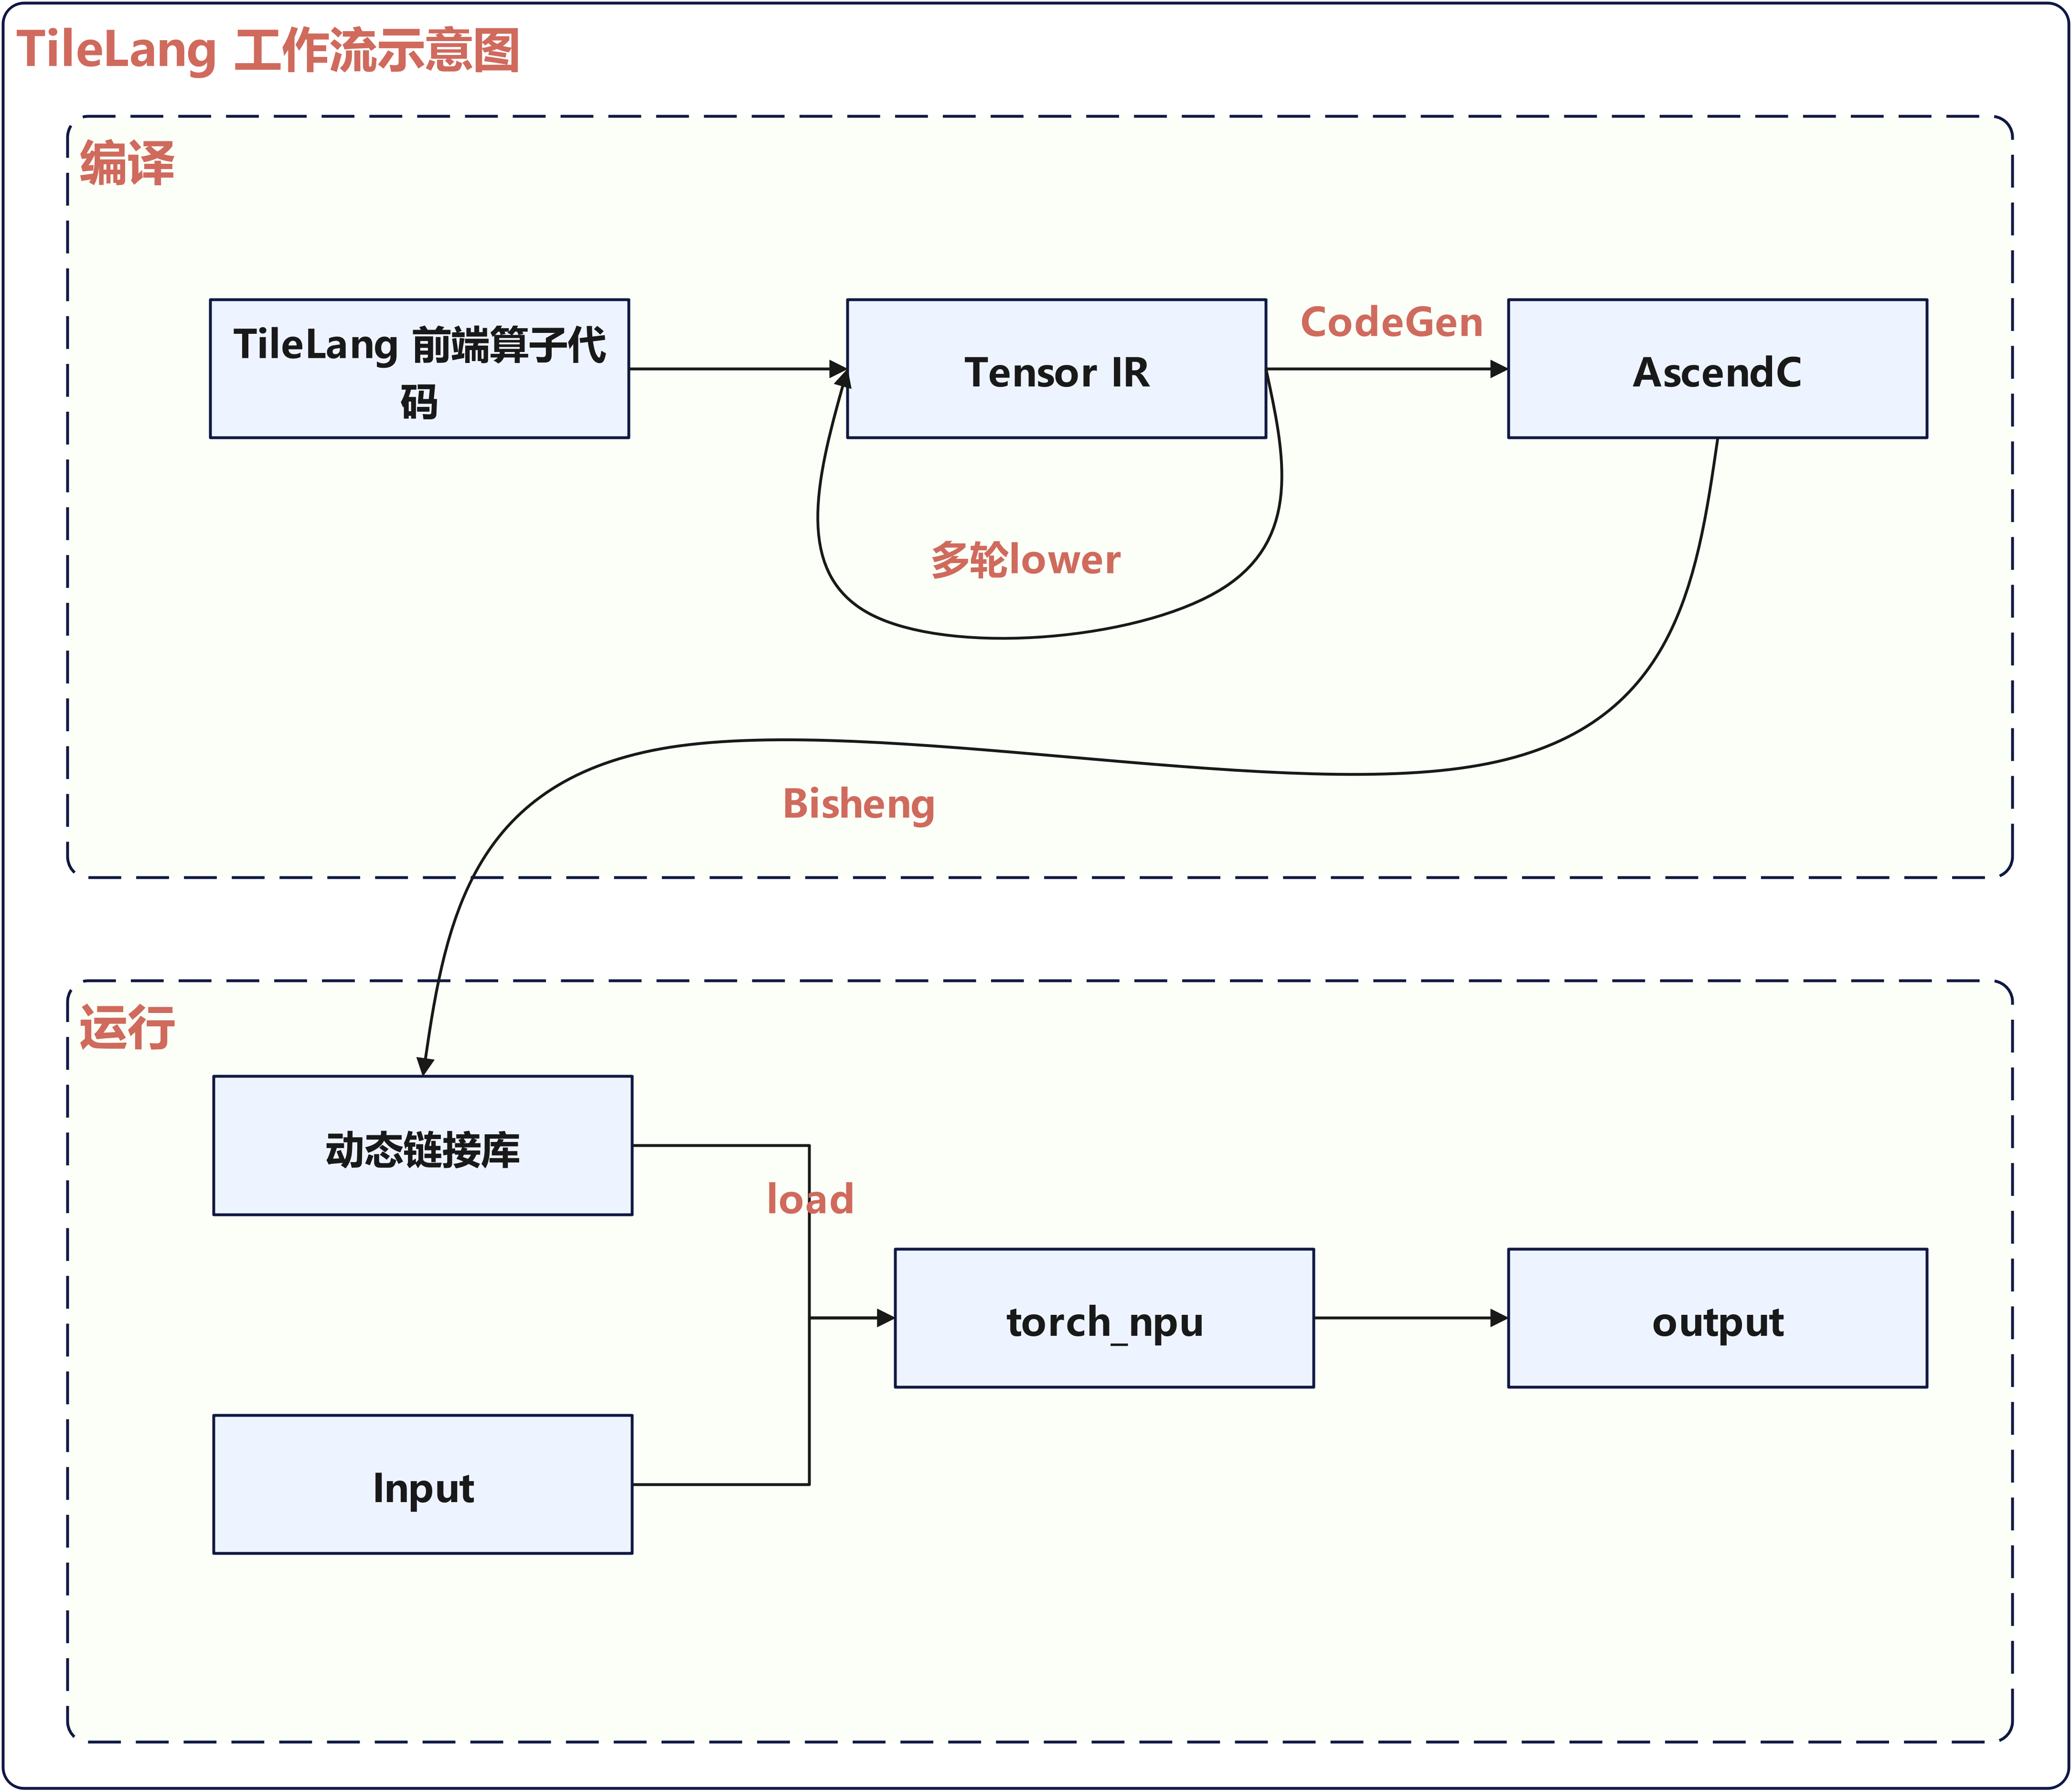 TileLang 工作流示意图
编译
TileLang 前端算子代
码
Tensor IR
CodeGen
AscendC
多轮lower
Bisheng
运行
动态链接库
load
torch_npu
output
Input